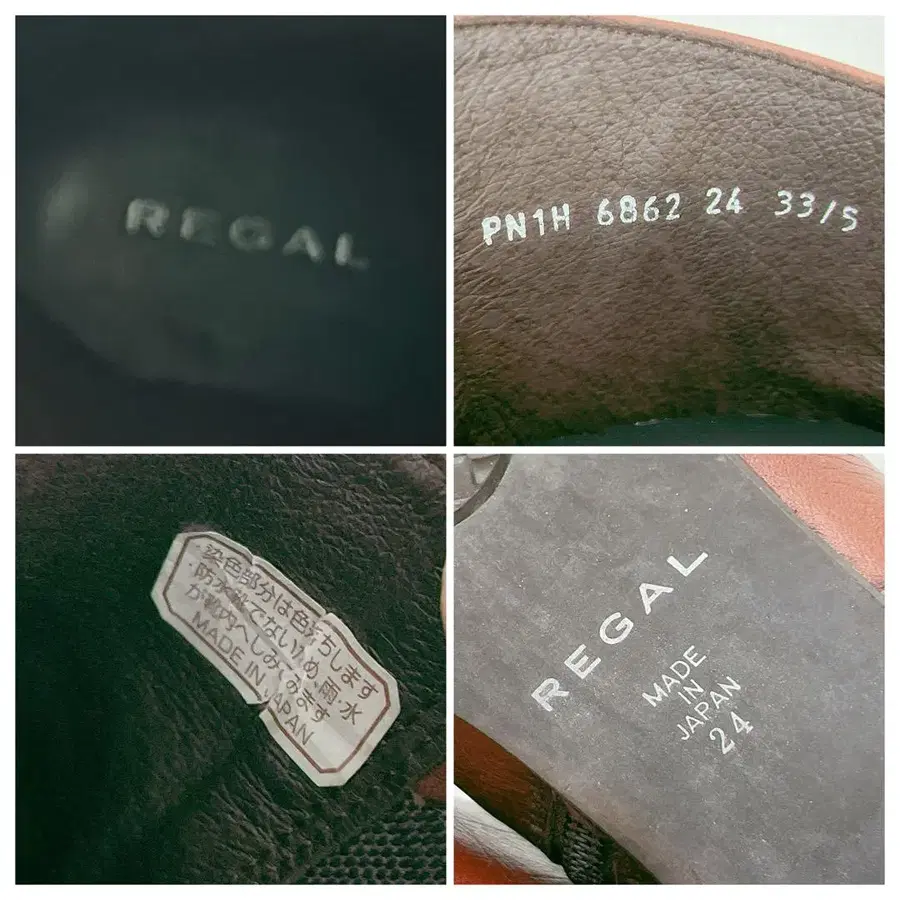 REGAL
PN1H 6862 24 33/5
染色部分は色落ちします
防水靴でないため、雨、水
が靴内へしみ
ます
MADE IN JAPAN
REGAL
MADE
IN
JAPAN
24